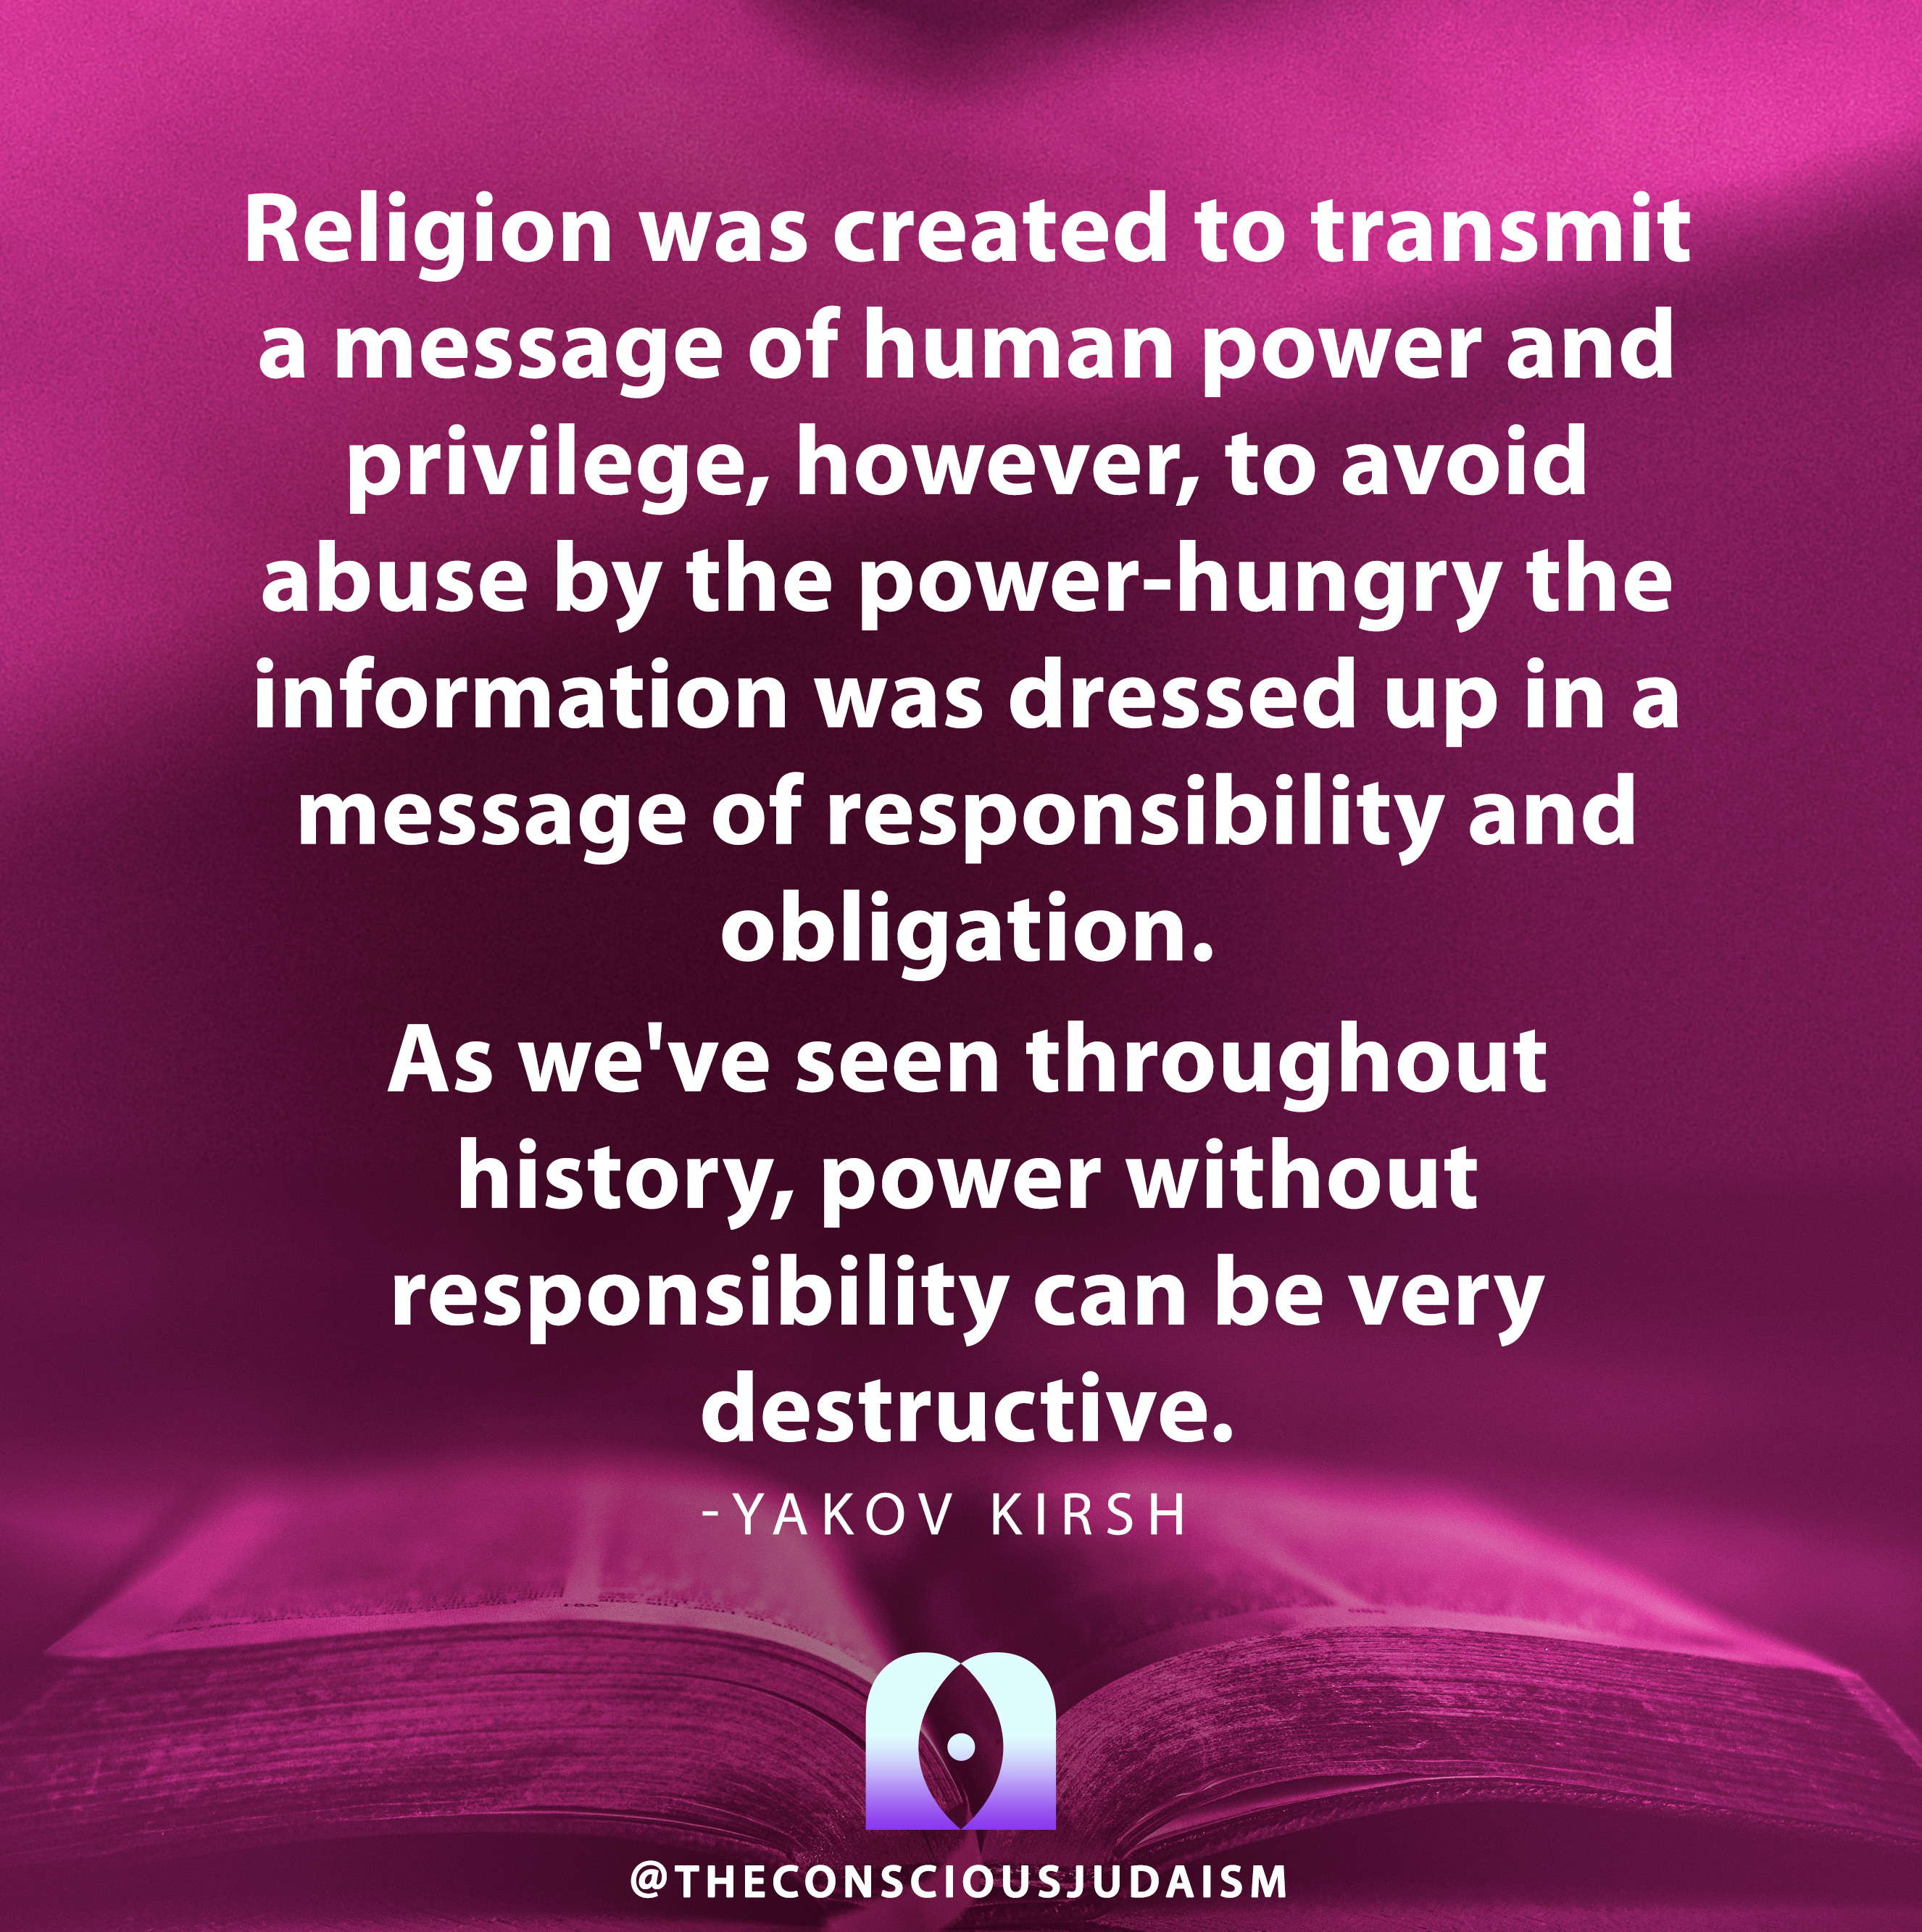 Religion was created to transmit
a message of human power and
privilege, however, to avoid
abuse by the power-hungry the
information was dressed up in a
message of responsibility and
obligation.
As we've seen throughout
history, power without
responsibility can be very
destructive.
-YAKOV KIRSH
@THECONSCIOUSJUDAISM